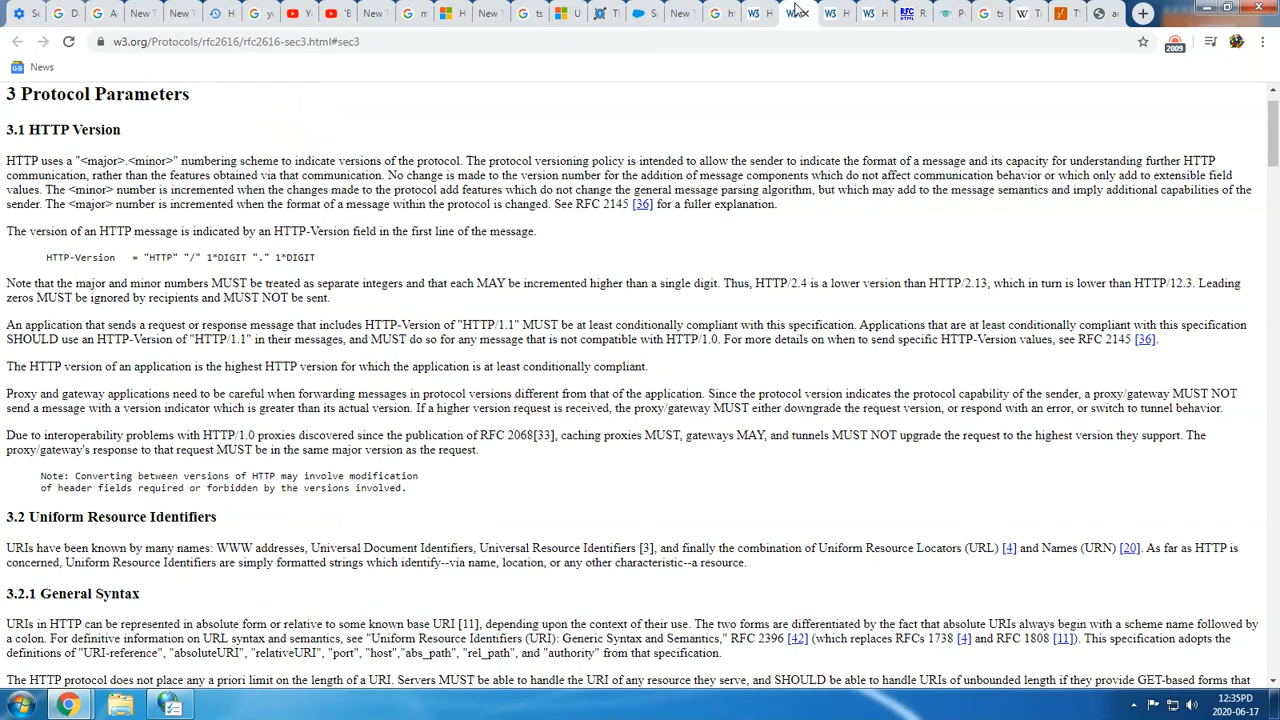 Se
G D
G A
New T
New T
H
G yo
Y
'E
New T
G m
H
New T
G ts
U
T
S
New T
G h
W3 H
W3
W3 H
W3 H
RFC HTML R
P
G ts
W T
T
a
w3.org/Protocols/rfc2616/rfc2616-sec3.html#sec3
2009
News
3 Protocol Parameters
3.1 HTTP Version
HTTP uses a "<major>.<minor>" numbering scheme to indicate versions of the protocol. The protocol versioning policy is intended to allow the sender to indicate the format of a message and its capacity for understanding further HTTP
communication, rather than the features obtained via that communication. No change is made to the version number for the addition of message components which do not affect communication behavior or which only add to extensible field
values. The <minor> number is incremented when the changes made to the protocol add features which do not change the general message parsing algorithm, but which may add to the message semantics and imply additional capabilities of the
sender. The <major> number is incremented when the format of a message within the protocol is changed. See RFC 2145 [36] for a fuller explanation.
The version of an HTTP message is indicated by an HTTP-Version field in the first line of the message.
HTTP-Version = "HTTP" "/" 1*DIGIT "." 1*DIGIT
Note that the major and minor numbers MUST be treated as separate integers and that each MAY be incremented higher than a single digit. Thus, HTTP/2.4 is a lower version than HTTP/2.13, which in turn is lower than HTTP/12.3. Leading
zeros MUST be ignored by recipients and MUST NOT be sent.
An application that sends a request or response message that includes HTTP-Version of "HTTP/1.1" MUST be at least conditionally compliant with this specification. Applications that are at least conditionally compliant with this specification
SHOULD use an HTTP-Version of "HTTP/1.1" in their messages, and MUST do so for any message that is not compatible with HTTP/1.0. For more details on when to send specific HTTP-Version values, see RFC 2145 [36].
The HTTP version of an application is the highest HTTP version for which the application is at least conditionally compliant.
Proxy and gateway applications need to be careful when forwarding messages in protocol versions different from that of the application. Since the protocol version indicates the protocol capability of the sender, a proxy/gateway MUST NOT
send a message with a version indicator which is greater than its actual version. If a higher version request is received, the proxy/gateway MUST either downgrade the request version, or respond with an error, or switch to tunnel behavior.
Due to interoperability problems with HTTP/1.0 proxies discovered since the publication of RFC 2068[33], caching proxies MUST, gateways MAY, and tunnels MUST NOT upgrade the request to the highest version they support. The
proxy/gateway's response to that request MUST be in the same major version as the request.
Note: Converting between versions of HTTP may involve modification
of header fields required or forbidden by the versions involved.
3.2 Uniform Resource Identifiers
URIs have been known by many names: WWW addresses, Universal Document Identifiers, Universal Resource Identifiers [3], and finally the combination of Uniform Resource Locators (URL) [4] and Names (URN) [20]. As far as HTTP is
concerned, Uniform Resource Identifiers are simply formatted strings which identify--via name, location, or any other characteristic--a resource.
3.2.1 General Syntax
URIs in HTTP can be represented in absolute form or relative to some known base URI [11], depending upon the context of their use. The two forms are differentiated by the fact that absolute URIs always begin with a scheme name followed by
a colon. For definitive information on URL syntax and semantics, see "Uniform Resource Identifiers (URI): Generic Syntax and Semantics," RFC 2396 [42] (which replaces RFCs 1738 [4] and RFC 1808 [11]). This specification adopts the
definitions of "URI-reference", "absoluteURI", "relativeURI", "port", "host","abs_path", "rel_path", and "authority" from that specification.
The HTTP protocol does not place any a priori limit on the length of a URI. Servers MUST be able to handle the URI of any resource they serve, and SHOULD be able to handle URIs of unbounded length if they provide GET-based forms that
12:35PD
2020-06-17